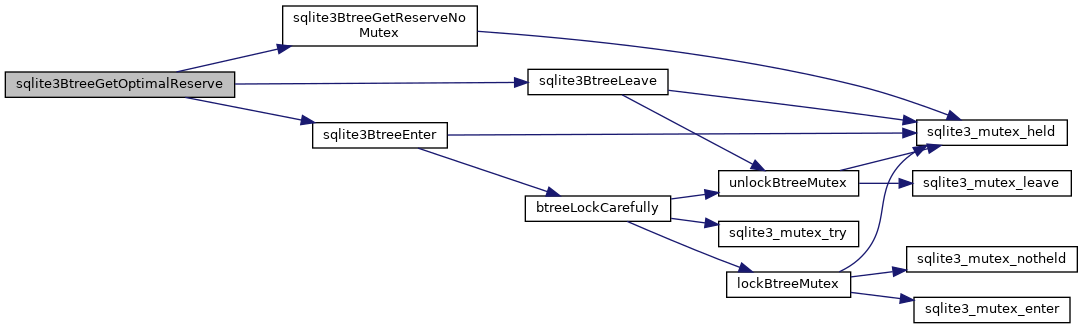 sqlite3BtreeGetReserveNo
Mutex
sqlite3BtreeGetOptimalReserve
sqlite3BtreeLeave
sqlite3BtreeEnter
sqlite3_mutex_held
unlockBtreeMutex
sqlite3_mutex_leave
btreeLockCarefully
sqlite3_mutex_try
sqlite3_mutex_notheld
lockBtreeMutex
sqlite3_mutex_enter